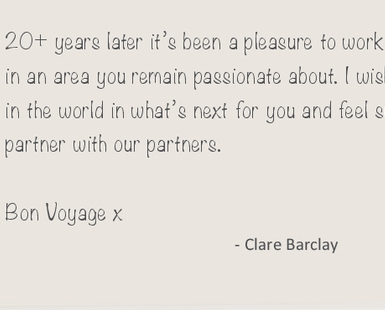 20+ years later it's been a pleasure to work
in an area you remain passionate about. I wis
in the world in what's next for you and feel s
partner with our partners.
Bon Voyage x
- Clare Barclay